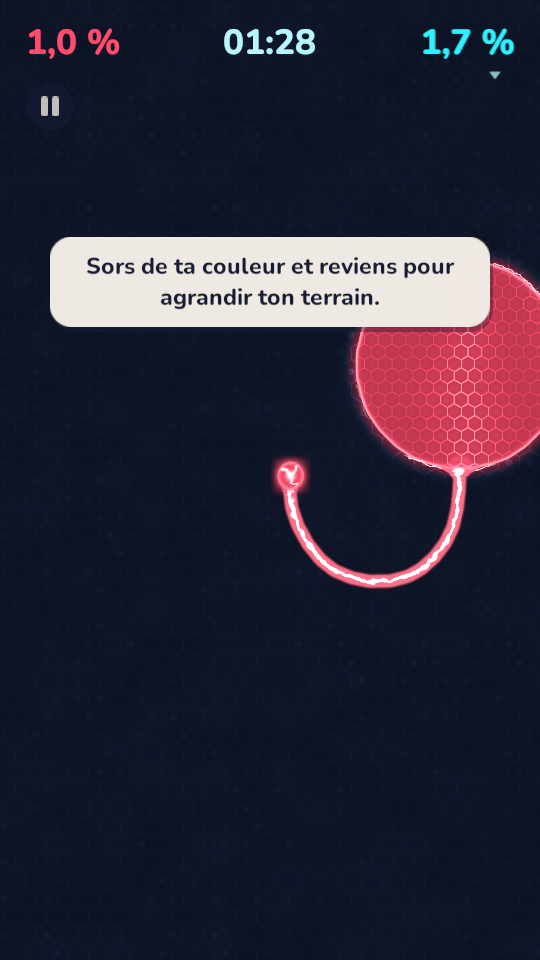 1,0 % 01:28 1,7 %
Sors de ta couleur et reviens pour
agrandir ton terrain.